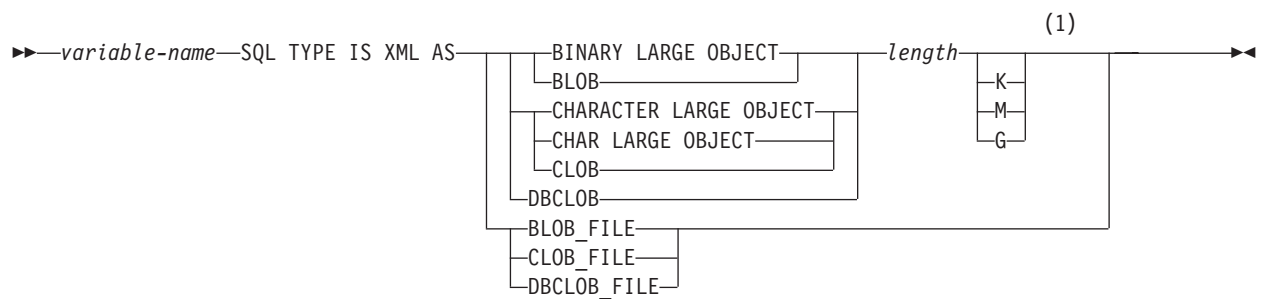 (1)
variable-name SQL TYPE IS XML AS BINARY LARGE OBJECT length
BLOB K
CHARACTER LARGE OBJECT M
CHAR LARGE OBJECT G
CLOB
DBCLOB
BLOB_FILE
CLOB_FILE
DBCLOB_FILE